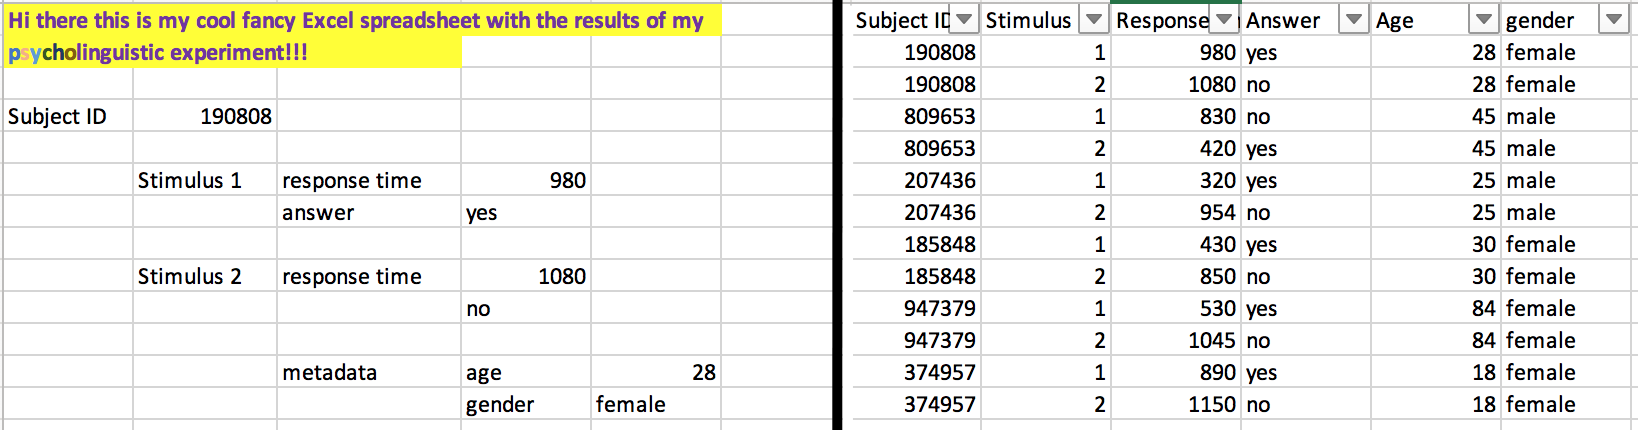 Hi there this is my cool fancy Excel spreadsheet with the results of my
psycholinguistic experiment!!!
Subject ID 190808
Stimulus 1 response time 980
answer yes
Stimulus 2 response time 1080
no
metadata age 28
gender female
Subject ID Stimulus Response Answer Age gender
190808 1 980 yes 28 female
190808 2 1080 no 28 female
809653 1 830 no 45 male
809653 2 420 yes 45 male
207436 1 320 yes 25 male
207436 2 954 no 25 male
185848 1 430 yes 30 female
185848 2 850 no 30 female
947379 1 530 yes 84 female
947379 2 1045 no 84 female
374957 1 890 yes 18 female
374957 2 1150 no 18 female